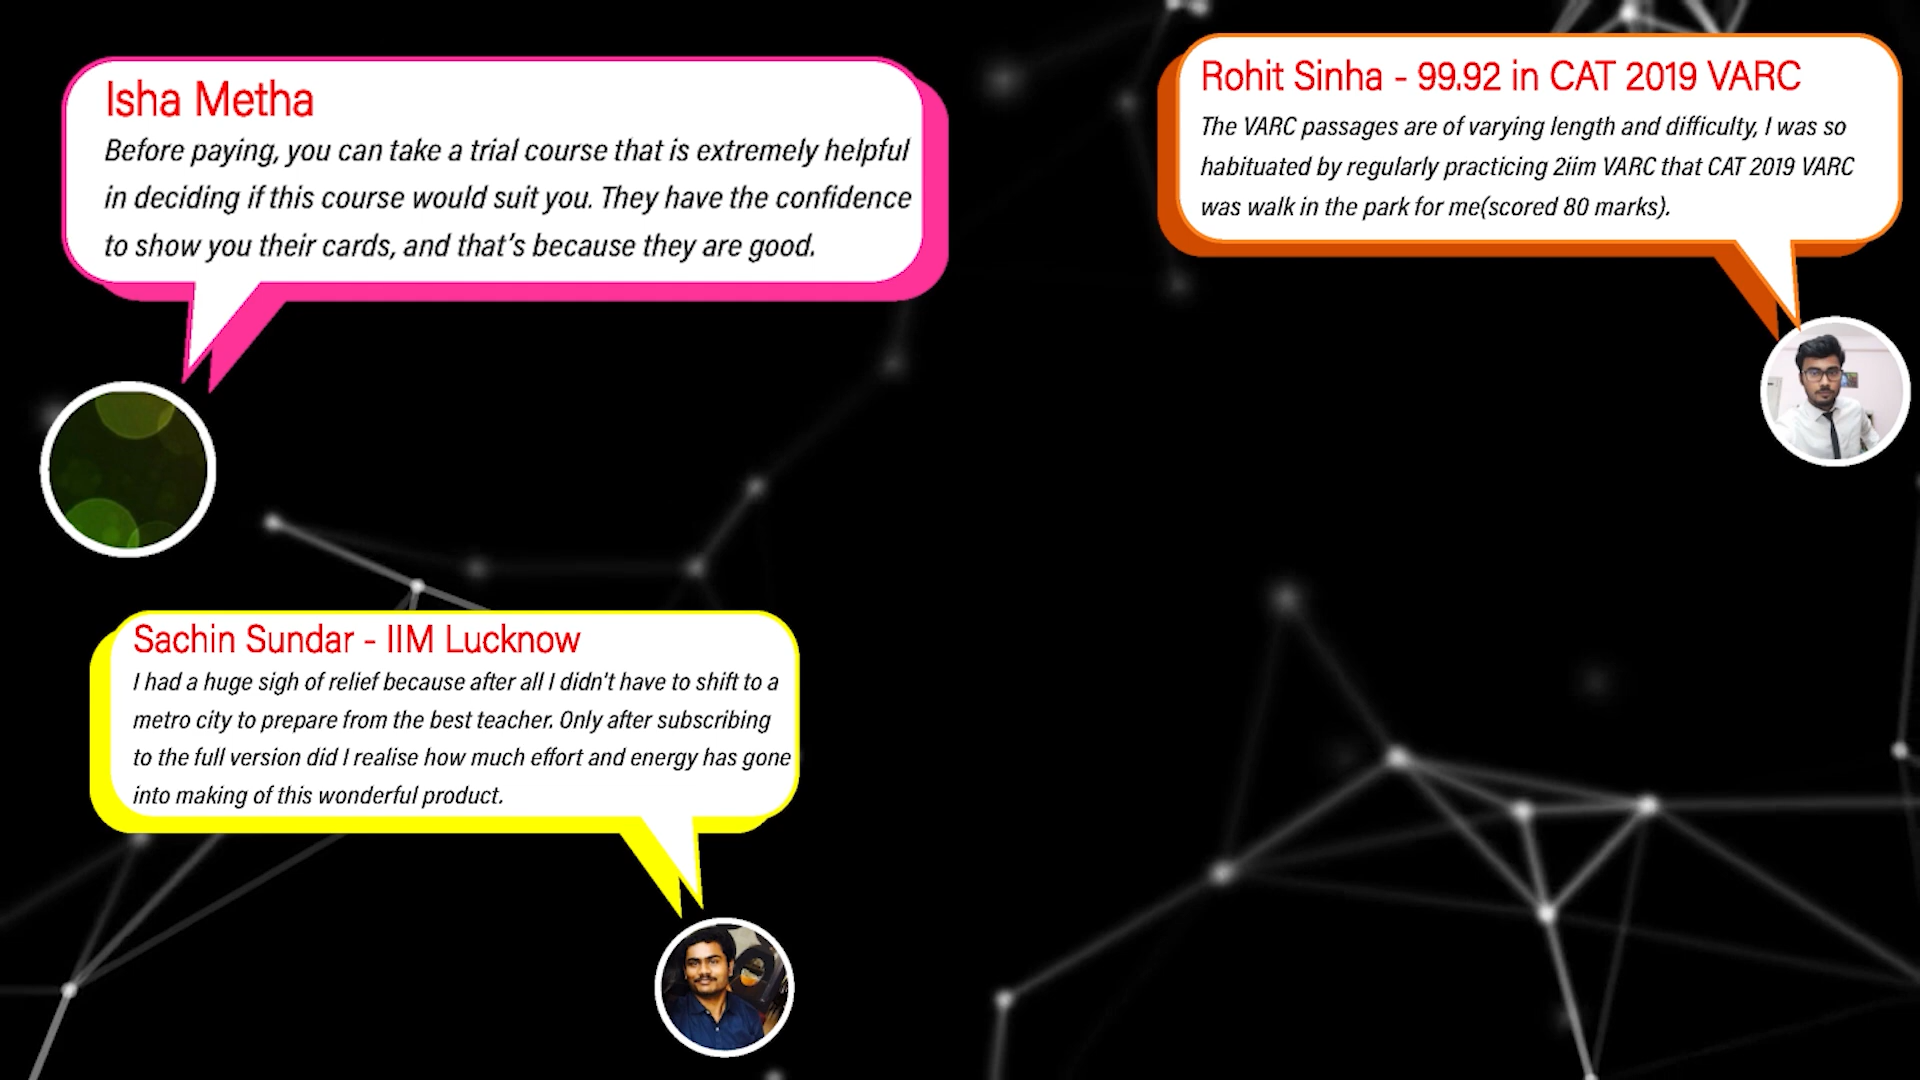 Isha Metha
Before paying, you can take a trial course that is extremely helpful
in deciding if this course would suit you. They have the confidence
to show you their cards, and that's because they are good.
Rohit Sinha - 99.92 in CAT 2019 VARC
The VARC passages are of varying length and difficulty, I was so
habituated by regularly practicing 2iim VARC that CAT 2019 VARC
was walk in the park for me(scored 80 marks).
Sachin Sundar - IIM Lucknow
I had a huge sigh of relief because after all I didn't have to shift to a
metro city to prepare from the best teacher. Only after subscribing
to the full version did I realise how much effort and energy has gone
into making of this wonderful product.